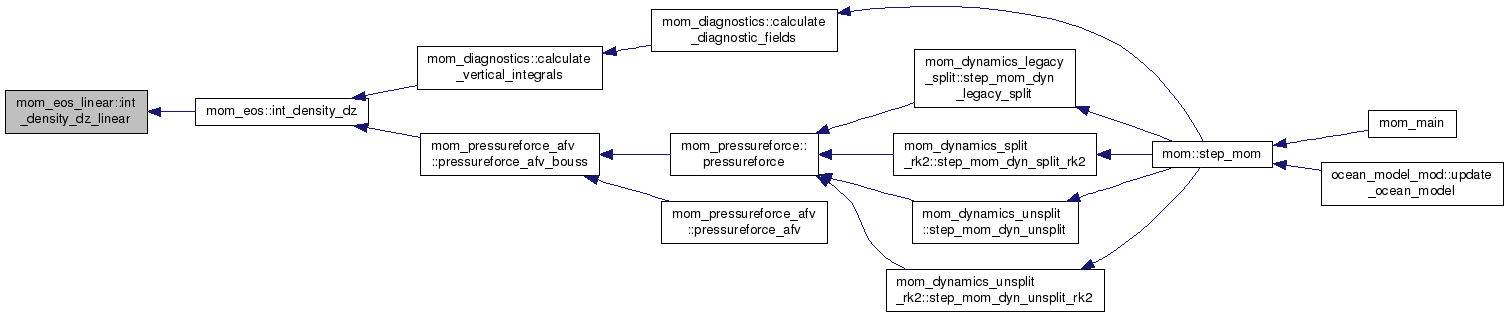 mom_eos_linear::int
_density_dz_linear
mom_eos::int_density_dz
mom_diagnostics::calculate
_vertical_integrals
mom_pressureforce_afv
::pressureforce_afv_bouss
mom_diagnostics::calculate
_diagnostic_fields
mom_pressureforce::
pressureforce
mom_pressureforce_afv
::pressureforce_afv
mom_dynamics_legacy
_split::step_mom_dyn
_legacy_split
mom_dynamics_split
_rk2::step_mom_dyn_split_rk2
mom_dynamics_unsplit
::step_mom_dyn_unsplit
mom_dynamics_unsplit
_rk2::step_mom_dyn_unsplit_rk2
mom::step_mom
mom_main
ocean_model_mod::update
_ocean_model